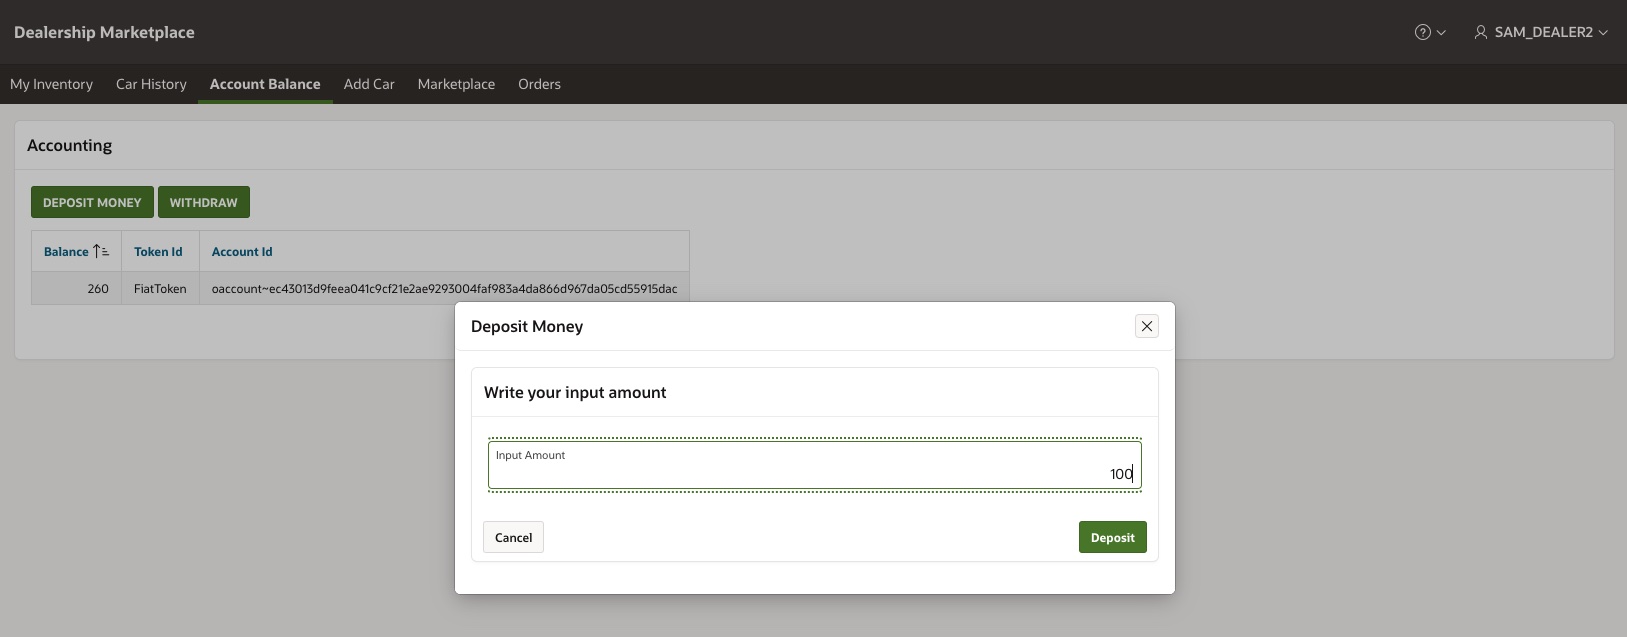 Dealership Marketplace
SAM_DEALER2
My Inventory Car History Account Balance Add Car Marketplace Orders
Accounting
DEPOSIT MONEY WITHDRAW
Balance Token Id Account Id
260 FiatToken oaccount~ec43013d9feea041c9cf21e2ae9293004faf983a4da866d967da05cd55915dac
Deposit Money
Write your input amount
Input Amount
100
Cancel Deposit